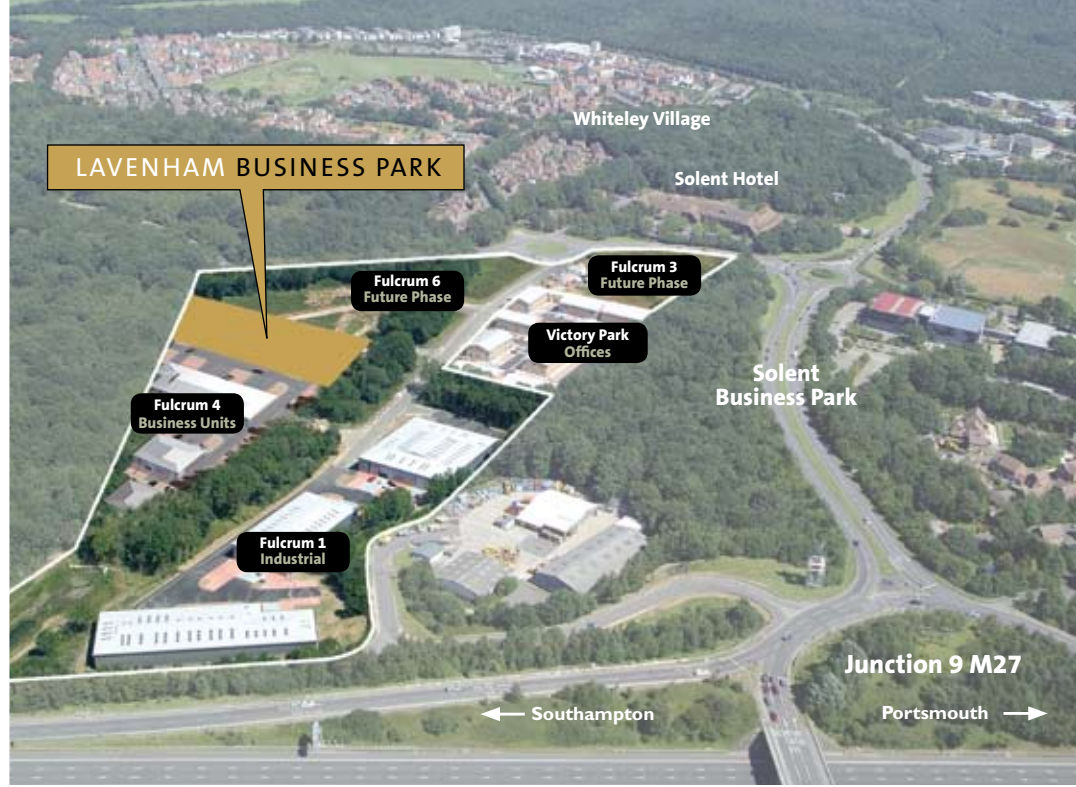 Whiteley Village
LAVENHAM BUSINESS PARK
Solent Hotel
Fulcrum 3
Future Phase
Fulcrum 6
Future Phase
Victory Park
Offices
Solent
Business Park
Fulcrum 4
Business Units
Fulcrum 1
Industrial
Junction 9 M27
← Southampton
Portsmouth →